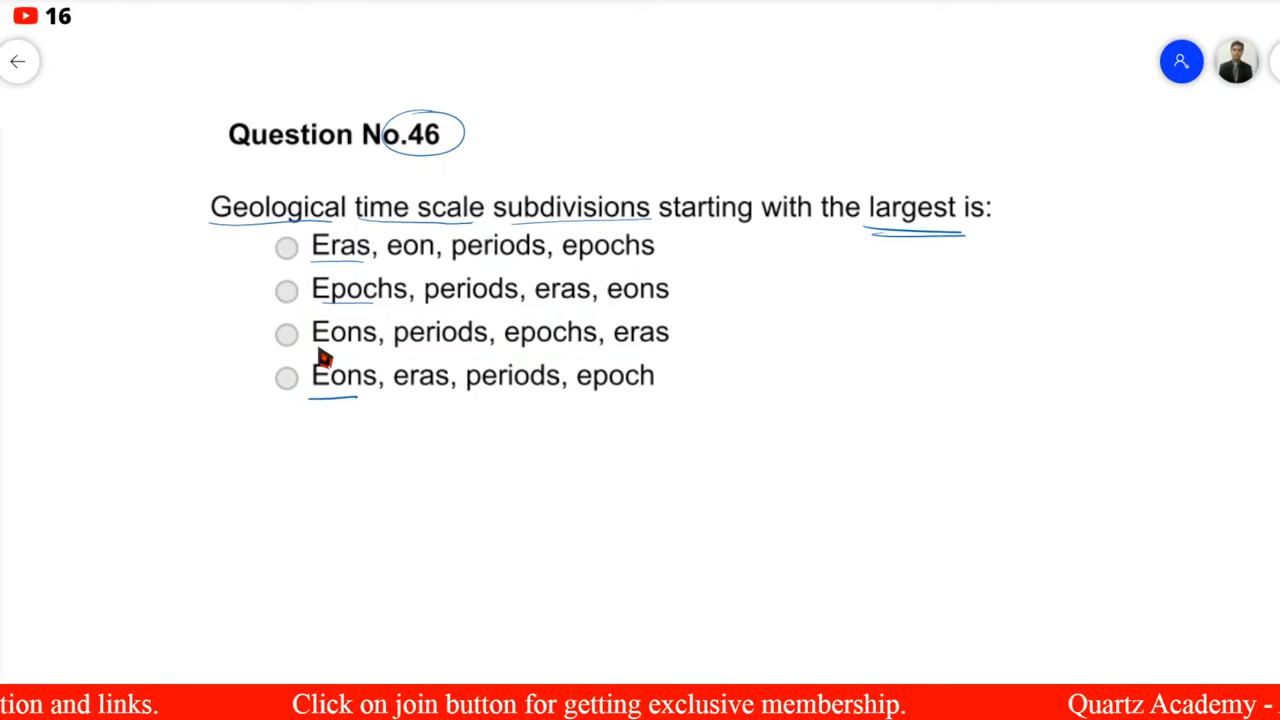 16
Question No.46
Geological time scale subdivisions starting with the largest is:
Eras, eon, periods, epochs
Epochs, periods, eras, eons
Eons, periods, epochs, eras
Eons, eras, periods, epoch
tion and links. Click on join button for getting exclusive membership. Quartz Academy -